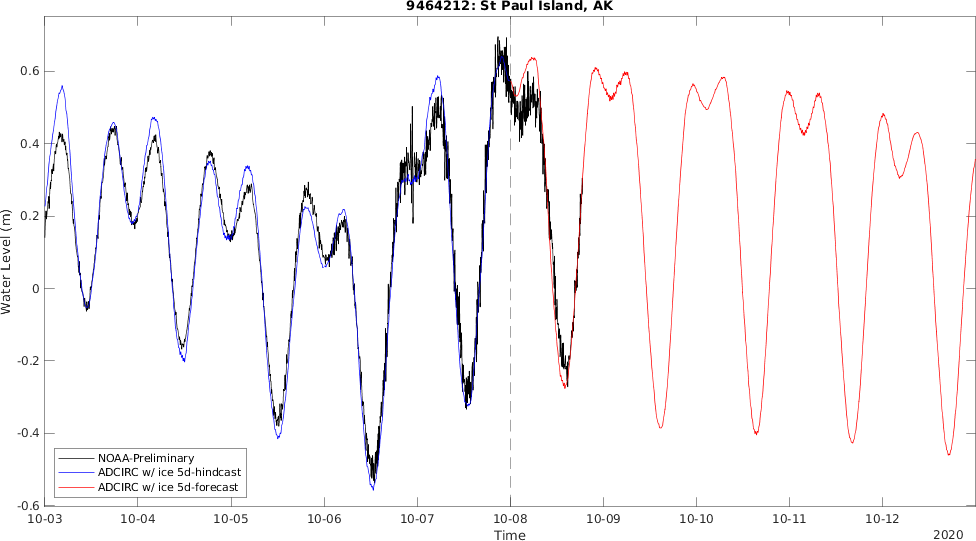 9464212: St Paul Island, AK
Water Level (m)
0.6
0.4
0.2
0
-0.2
-0.4
-0.6
NOAA-Preliminary
ADCIRC w/ ice 5d-hindcast
ADCIRC w/ ice 5d-forecast
10-03 10-04 10-05 10-06 10-07 10-08 10-09 10-10 10-11 10-12
Time
2020